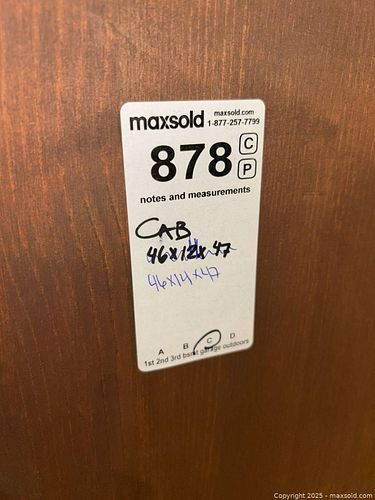 maxsold
maxsold.com
1-877-257-7799
878
C
P
notes and measurements
CAB
46x12x47
46x14x47
A B C D
1st 2nd 3rd bsmt garage outdoors
Copyright © 2025 - maxsold.com